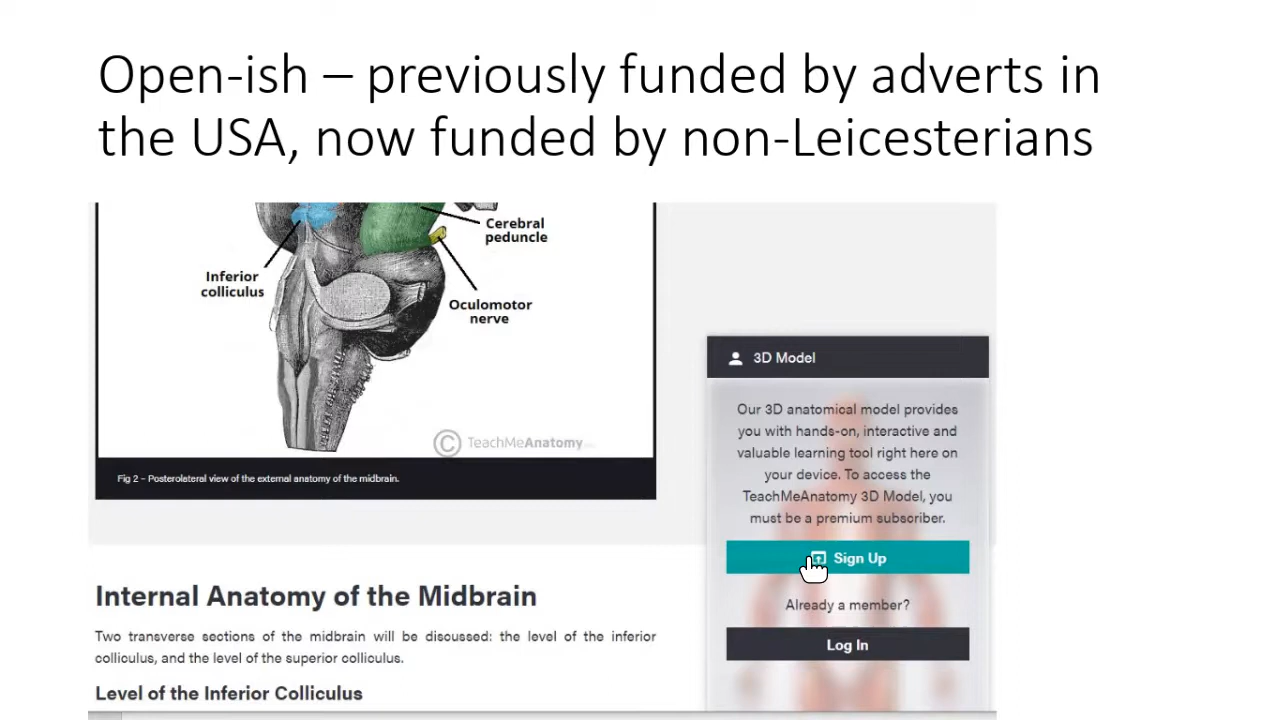 Open-ish – previously funded by adverts in
the USA, now funded by non-Leicesterians
Cerebral
peduncle
Inferior
colliculus
Oculomotor
nerve
© TeachMeAnatomy
Fig 2 – Posterolateral view of the external anatomy of the midbrain.
3D Model
Our 3D anatomical model provides
you with hands-on, interactive and
valuable learning tool right here on
your device. To access the
TeachMeAnatomy 3D Model, you
must be a premium subscriber.
Sign Up
Already a member?
Log In
Internal Anatomy of the Midbrain
Two transverse sections of the midbrain will be discussed: the level of the inferior
colliculus, and the level of the superior colliculus.
Level of the Inferior Colliculus